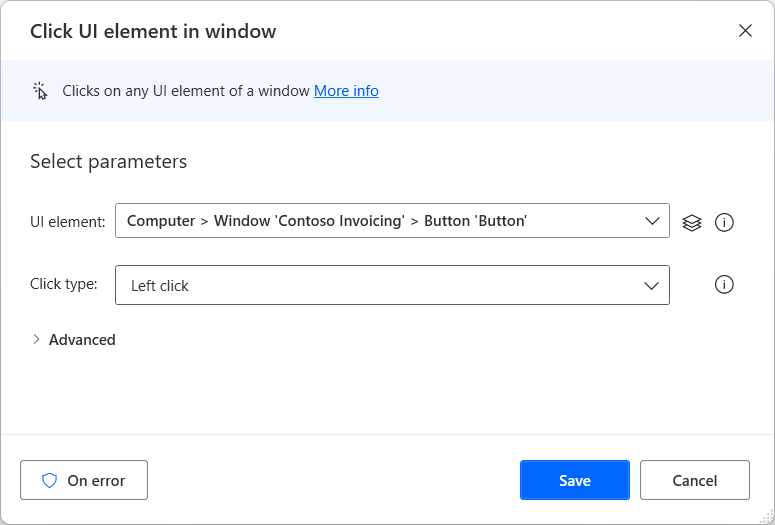 Click UI element in window
Clicks on any UI element of a window More info
Select parameters
UI element: Computer > Window 'Contoso Invoicing' > Button 'Button'
Click type: Left click
Advanced
On error Save Cancel